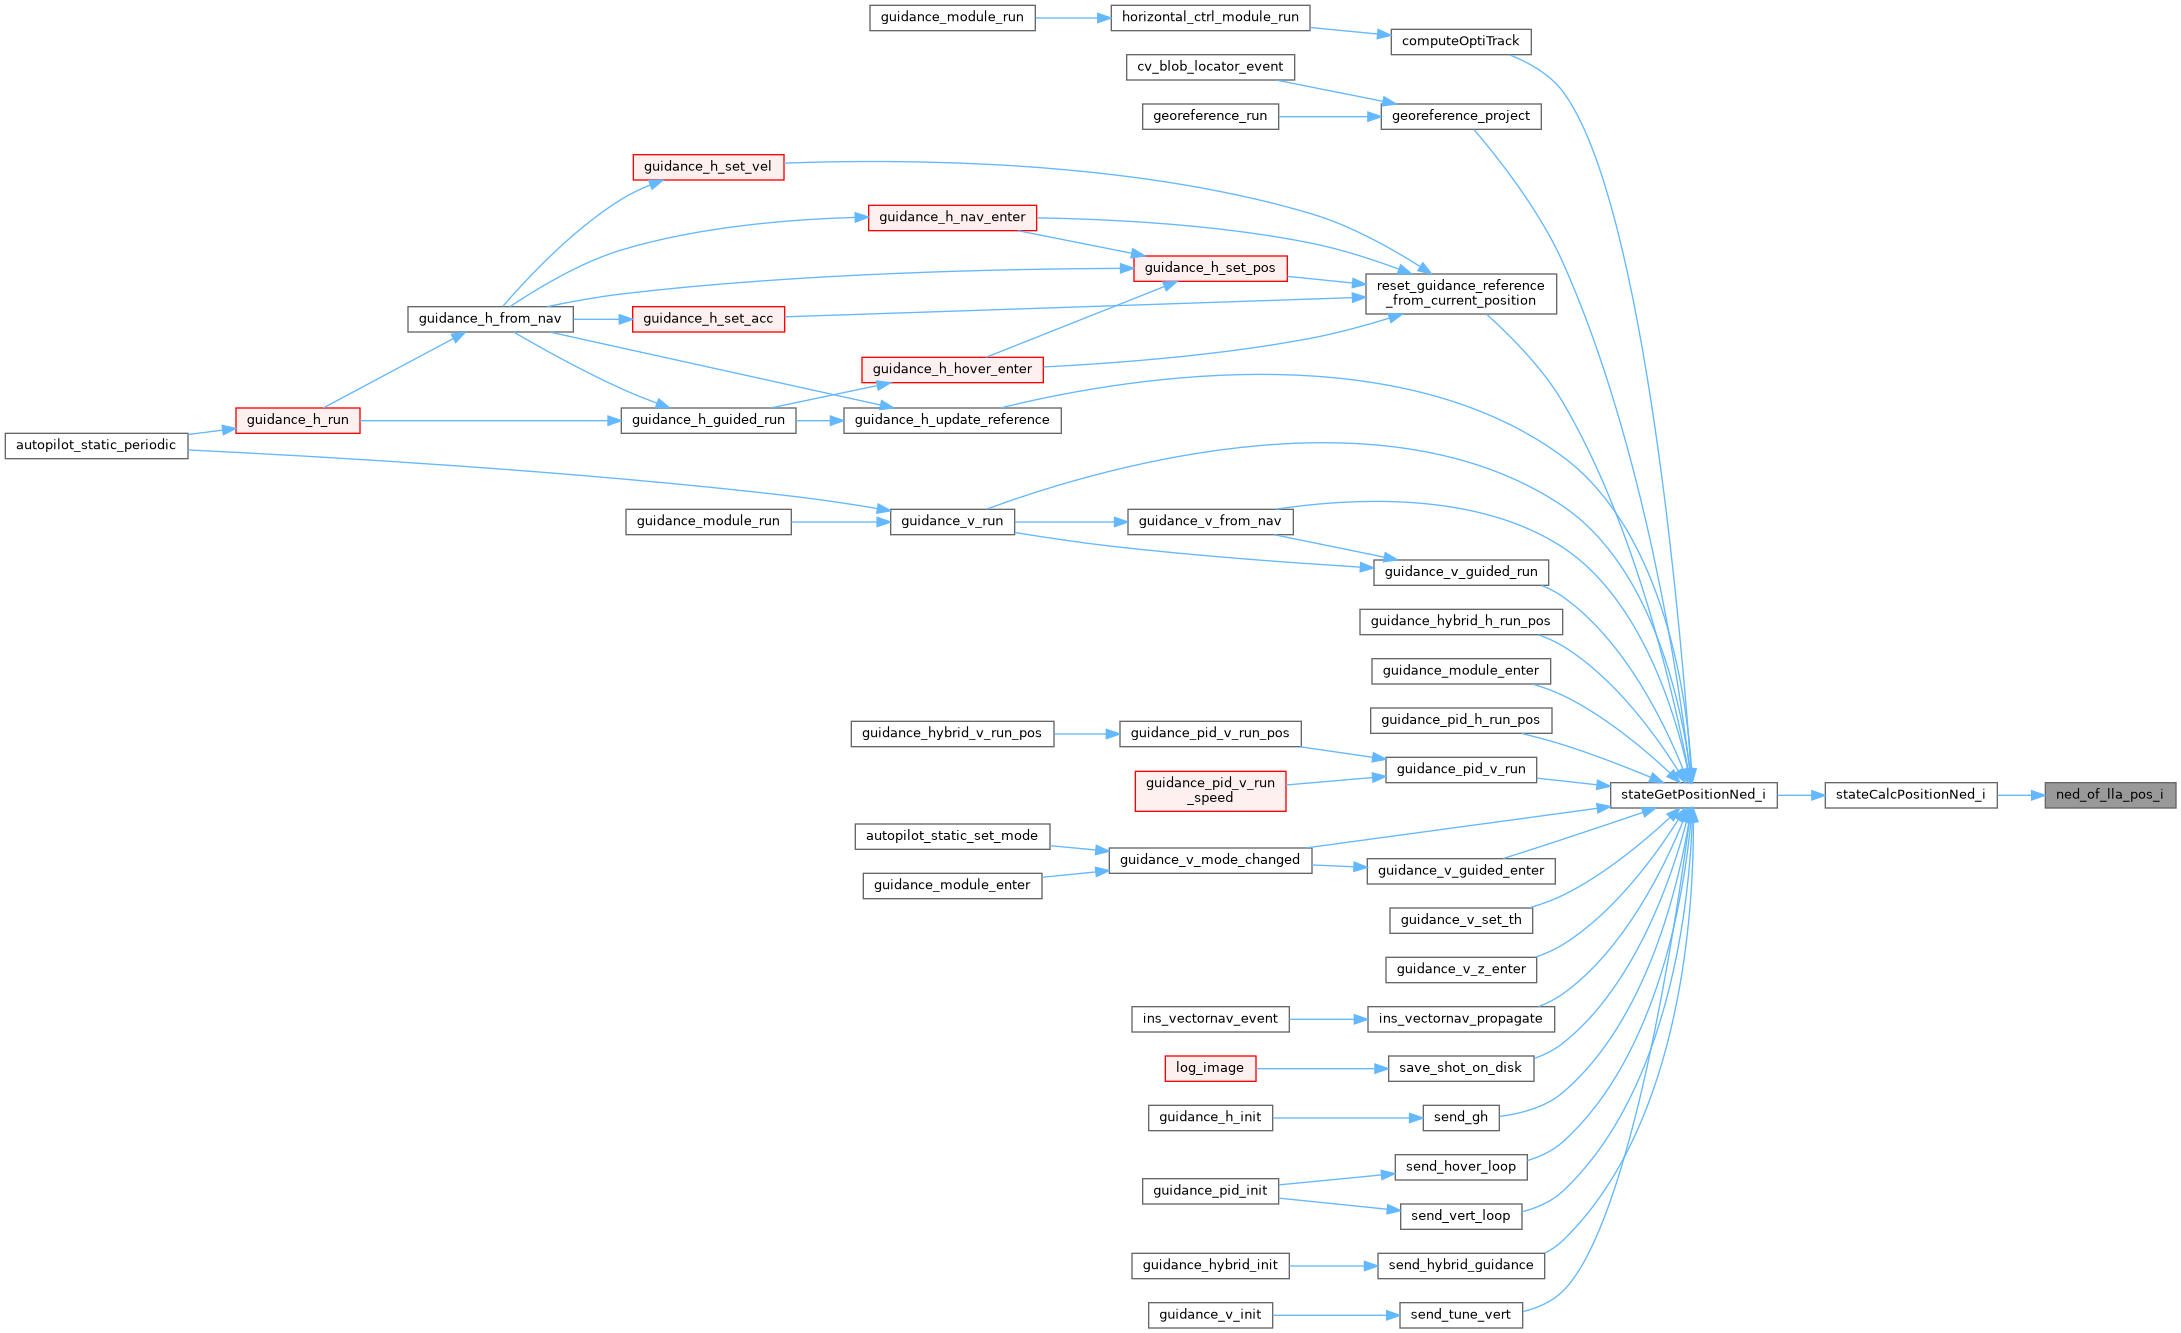 guidance_module_run
horizontal_ctrl_module_run
computeOptiTrack
cv_blob_locator_event
georeference_run
georeference_project
guidance_h_set_vel
guidance_h_nav_enter
guidance_h_set_pos
reset_guidance_reference
_from_current_position
guidance_h_from_nav
guidance_h_set_acc
guidance_h_hover_enter
guidance_h_run
guidance_h_guided_run
guidance_h_update_reference
autopilot_static_periodic
guidance_module_run
guidance_v_run
guidance_v_from_nav
guidance_v_guided_run
guidance_hybrid_h_run_pos
guidance_module_enter
guidance_pid_h_run_pos
guidance_hybrid_v_run_pos
guidance_pid_v_run_pos
guidance_pid_v_run
guidance_pid_v_run
_speed
stateGetPositionNed_i
stateCalcPositionNed_i
ned_of_lla_pos_i
autopilot_static_set_mode
guidance_v_mode_changed
guidance_v_guided_enter
guidance_module_enter
guidance_v_set_th
guidance_v_z_enter
ins_vectornav_event
ins_vectornav_propagate
log_image
save_shot_on_disk
guidance_h_init
send_gh
send_hover_loop
guidance_pid_init
send_vert_loop
guidance_hybrid_init
send_hybrid_guidance
guidance_v_init
send_tune_vert